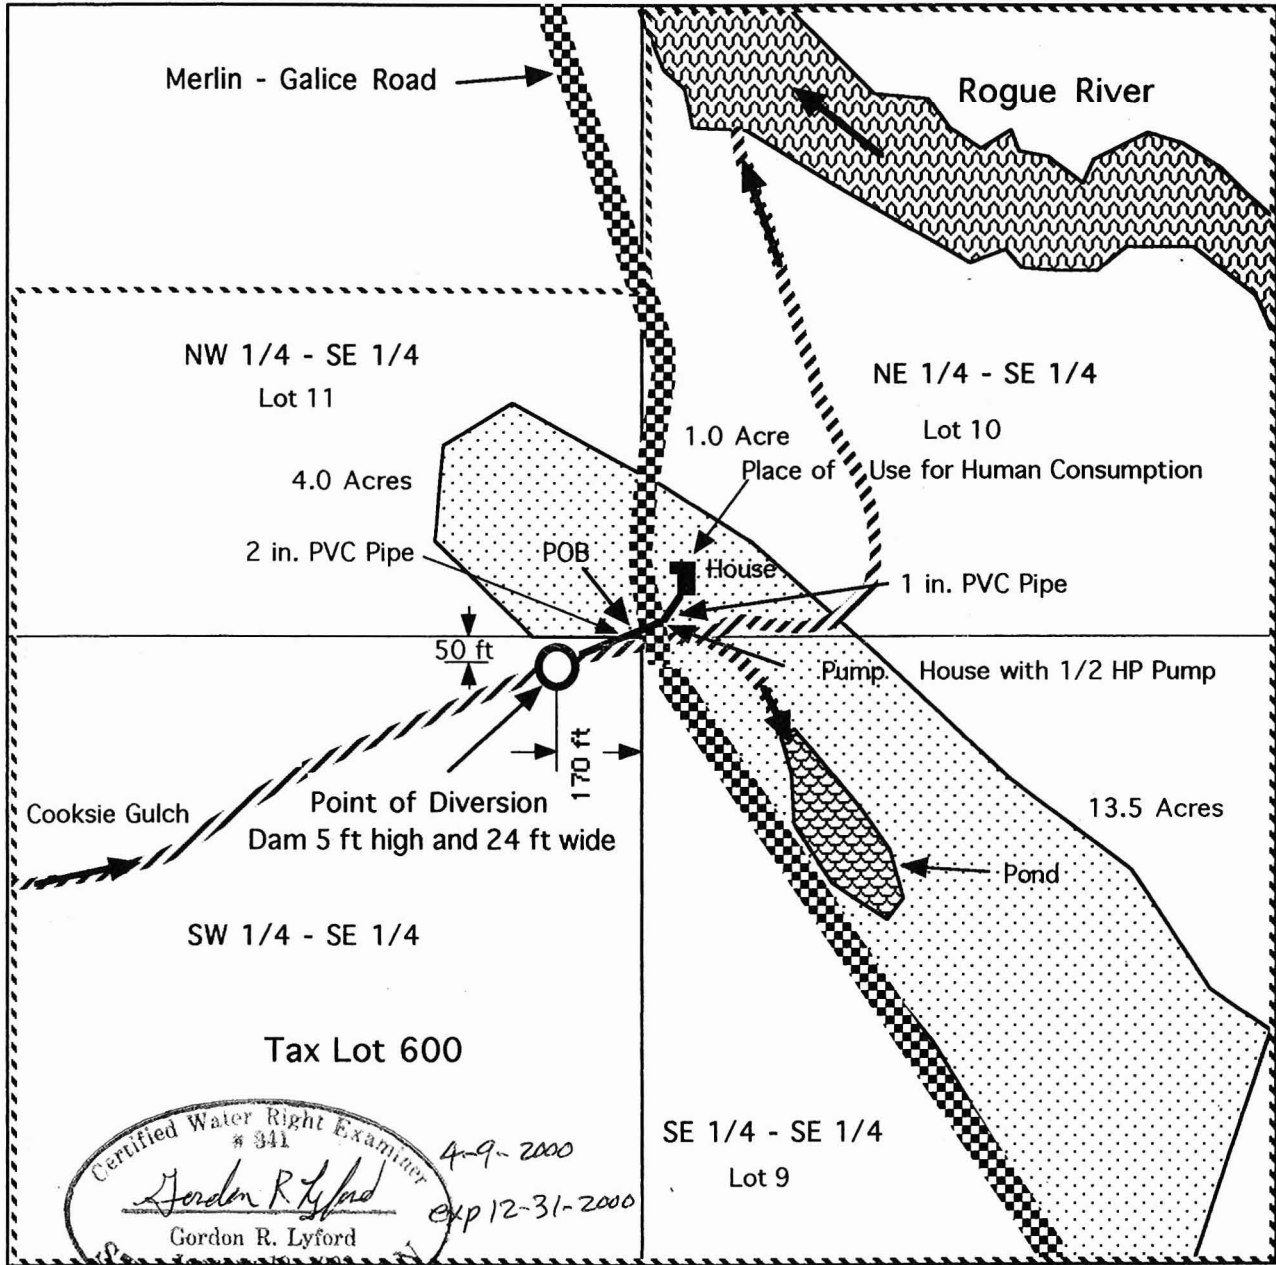 Merlin - Galice Road
Rogue River
NW 1/4 - SE 1/4
Lot 11
NE 1/4 - SE 1/4
Lot 10
1.0 Acre
Place of Use for Human Consumption
4.0 Acres
2 in. PVC Pipe
POB
House
1 in. PVC Pipe
50 ft
Pump House with 1/2 HP Pump
170 ft
Cooksie Gulch
Point of Diversion
Dam 5 ft high and 24 ft wide
13.5 Acres
Pond
SW 1/4 - SE 1/4
Tax Lot 600
SE 1/4 - SE 1/4
Lot 9
Certified Water Right Examiner
# 341
Gordon R. Lyford
Gordon R. Lyford
4-9-2000
exp 12-31-2000